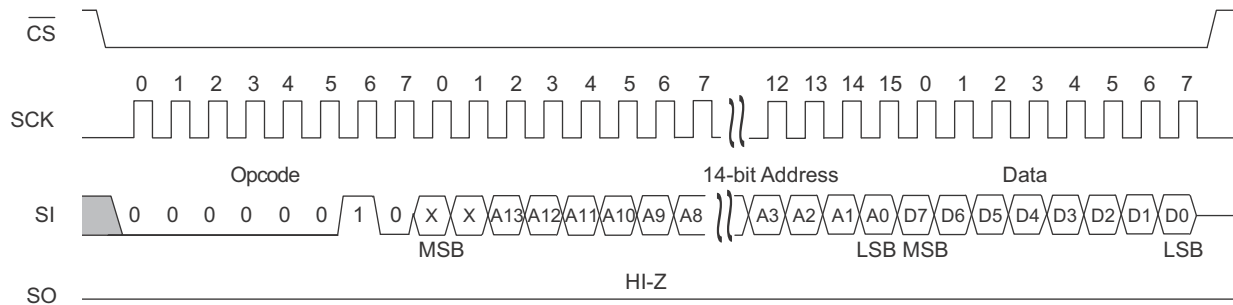 CS
0 1 2 3 4 5 6 7 0 1 2 3 4 5 6 7 12 13 14 15 0 1 2 3 4 5 6 7
SCK
Opcode 14-bit Address Data
SI 0 0 0 0 0 0 1 0 X X A13 A12 A11 A10 A9 A8 A3 A2 A1 A0 D7 D6 D5 D4 D3 D2 D1 D0
MSB LSB MSB LSB
HI-Z
SO